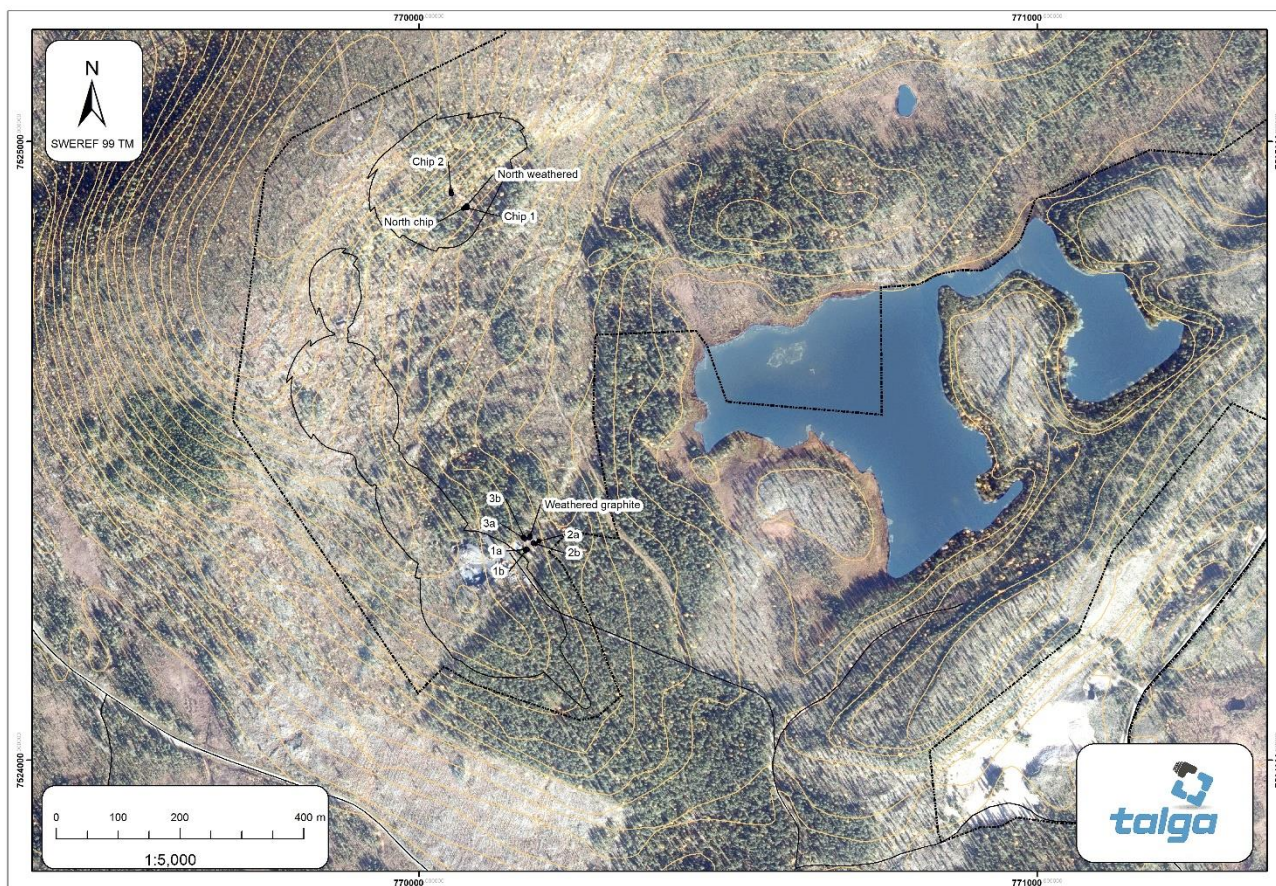 770000
771000
N
SWEREF 99 TM
7525000
Chip 2
North weathered
North chip
Chip 1
3b
Weathered graphite
3a
2a
1a
2b
1b
7524000
0 100 200 400 m
1:5,000
talga
770000
771000